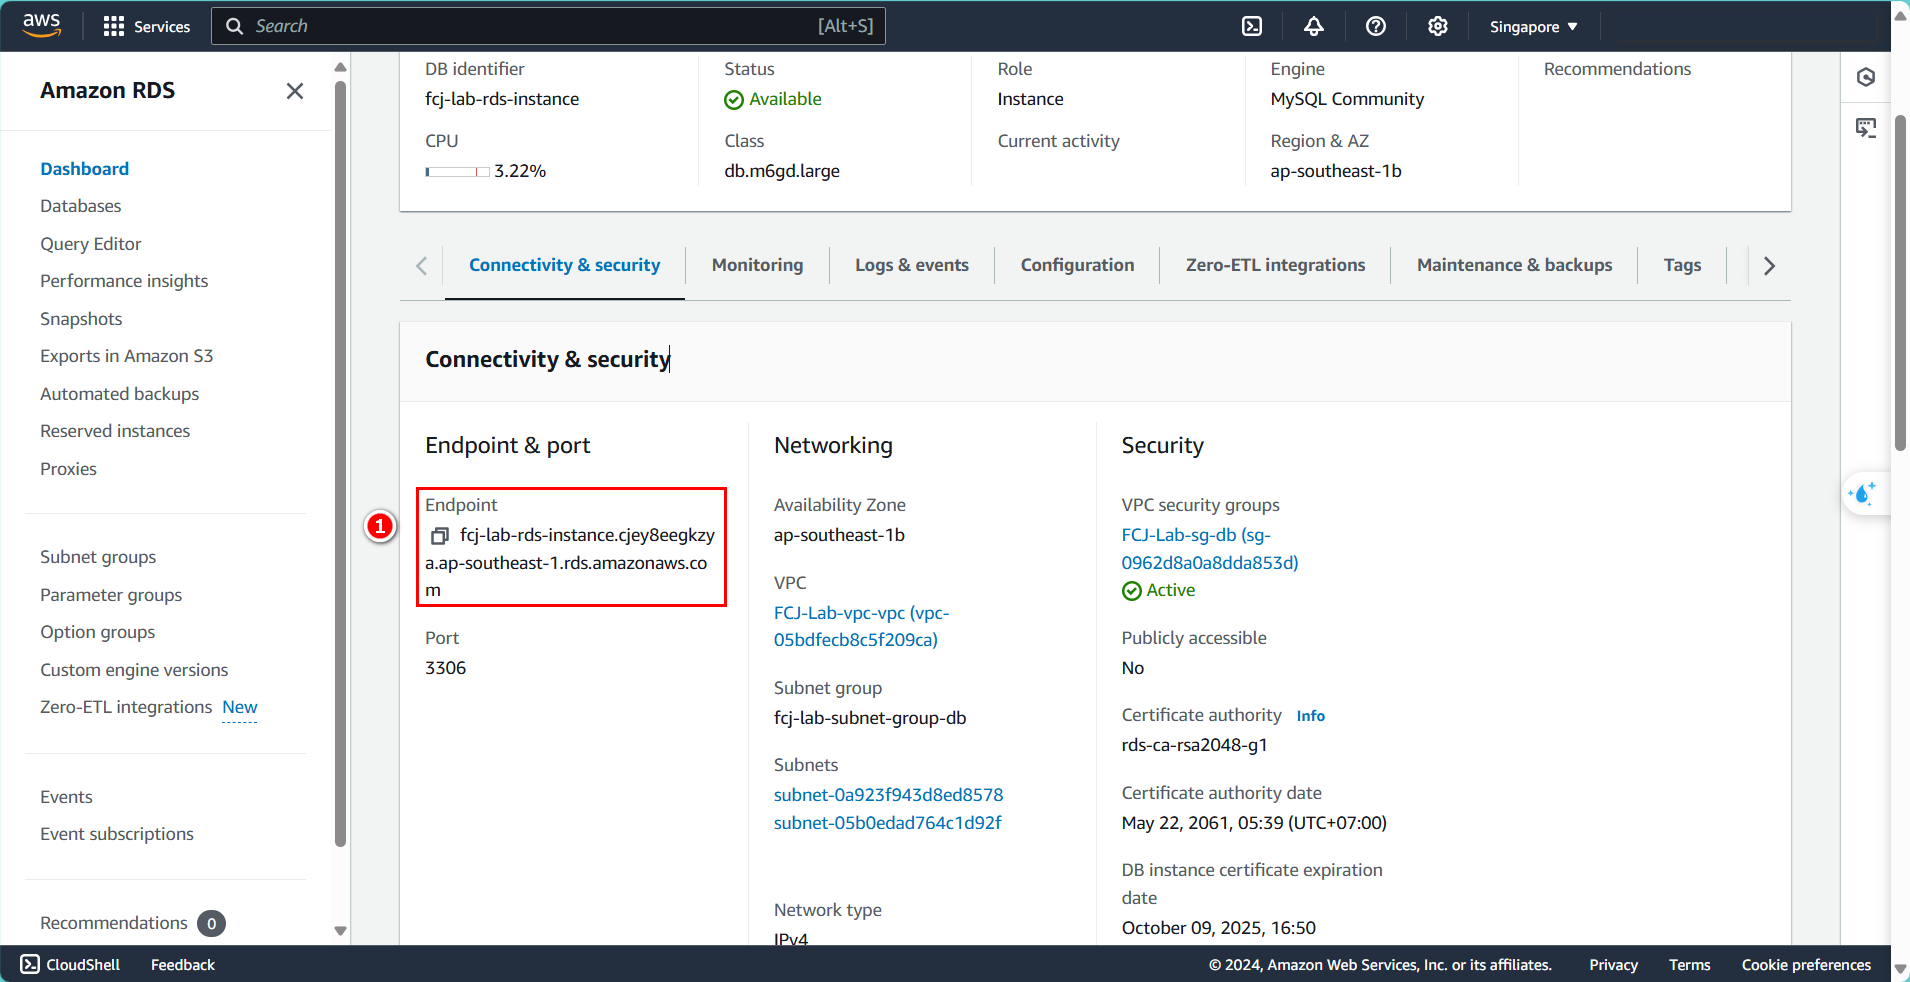 aws
Services
Search
[Alt+S]
Singapore
Amazon RDS
Dashboard
Databases
Query Editor
Performance insights
Snapshots
Exports in Amazon S3
Automated backups
Reserved instances
Proxies
Subnet groups
Parameter groups
Option groups
Custom engine versions
Zero-ETL integrations New
Events
Event subscriptions
Recommendations 0
DB identifier
fcj-lab-rds-instance
Status
Available
Role
Instance
Engine
MySQL Community
Recommendations
CPU
3.22%
Class
db.m6gd.large
Current activity
Region & AZ
ap-southeast-1b
Connectivity & security
Monitoring
Logs & events
Configuration
Zero-ETL integrations
Maintenance & backups
Tags
Connectivity & security
Endpoint & port
1
Endpoint
fcj-lab-rds-instance.cjey8eegkzy
a.ap-southeast-1.rds.amazonaws.co
m
Port
3306
Networking
Availability Zone
ap-southeast-1b
VPC
FCJ-Lab-vpc-vpc (vpc-
05bdfecb8c5f209ca)
Subnet group
fcj-lab-subnet-group-db
Subnets
subnet-0a923f943d8ed8578
subnet-05b0edad764c1d92f
Network type
IPv4
Security
VPC security groups
FCJ-Lab-sg-db (sg-
0962d8a0a8dda853d)
Active
Publicly accessible
No
Certificate authority Info
rds-ca-rsa2048-g1
Certificate authority date
May 22, 2061, 05:39 (UTC+07:00)
DB instance certificate expiration
date
October 09, 2025, 16:50
CloudShell
Feedback
© 2024, Amazon Web Services, Inc. or its affiliates.
Privacy
Terms
Cookie preferences